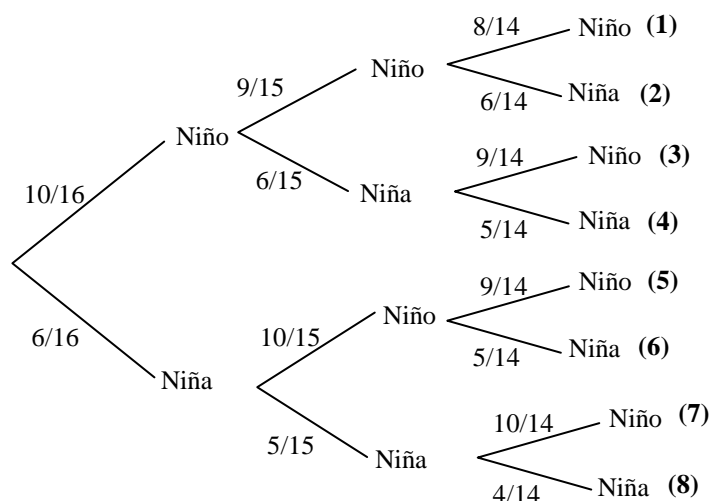 8/14
Niño (1)
9/15
Niño
6/14
Niña (2)
Niño
10/16
6/15
Niña
9/14
Niño (3)
5/14
Niña (4)
6/16
Niña
10/15
Niño
9/14
Niño (5)
5/14
Niña (6)
5/15
Niña
10/14
Niño (7)
4/14
Niña (8)